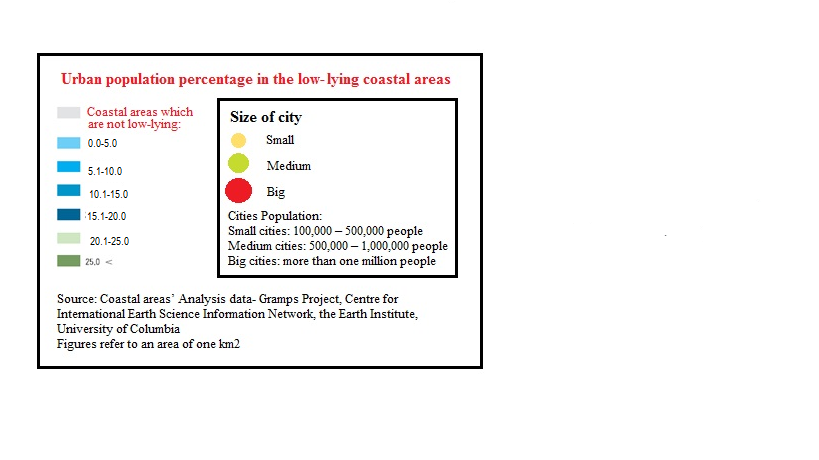 Urban population percentage in the low-lying coastal areas
Coastal areas which
are not low-lying:
0.0-5.0
5.1-10.0
10.1-15.0
15.1-20.0
20.1-25.0
25.0 <
Size of city
Small
Medium
Big
Cities Population:
Small cities: 100,000 – 500,000 people
Medium cities: 500,000 – 1,000,000 people
Big cities: more than one million people
Source: Coastal areas’ Analysis data- Gramps Project, Centre for
International Earth Science Information Network, the Earth Institute,
University of Columbia
Figures refer to an area of one km2